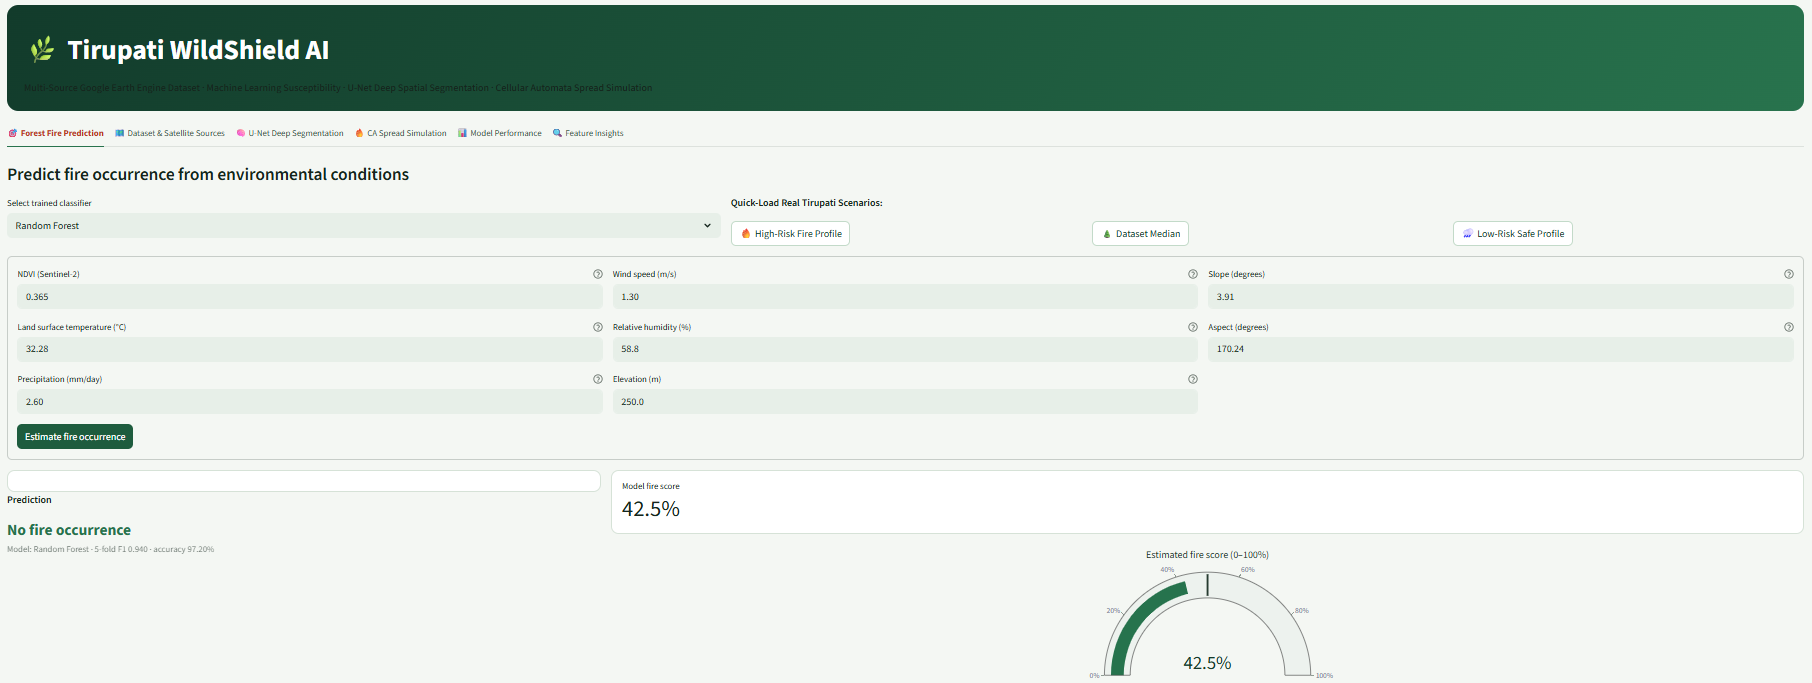 Tirupati WildShield AI
Multi-Source Google Earth Engine Dataset · Machine Learning Susceptibility · U-Net Deep Spatial Segmentation · Cellular Automata Spread Simulation
Forest Fire Prediction
Dataset & Satellite Sources
U-Net Deep Segmentation
CA Spread Simulation
Model Performance
Feature Insights
Predict fire occurrence from environmental conditions
Select trained classifier
Random Forest
Quick-Load Real Tirupati Scenarios:
High-Risk Fire Profile
Dataset Median
Low-Risk Safe Profile
NDVI (Sentinel-2)
0.365
Wind speed (m/s)
1.30
Slope (degrees)
3.91
Land surface temperature (°C)
32.28
Relative humidity (%)
58.8
Aspect (degrees)
170.24
Precipitation (mm/day)
2.60
Elevation (m)
250.0
Estimate fire occurrence
Prediction
No fire occurrence
Model: Random Forest · 5-fold F1 0.940 · accuracy 97.20%
Model fire score
42.5%
Estimated fire score (0–100%)
0%
20%
40%
60%
80%
100%
42.5%